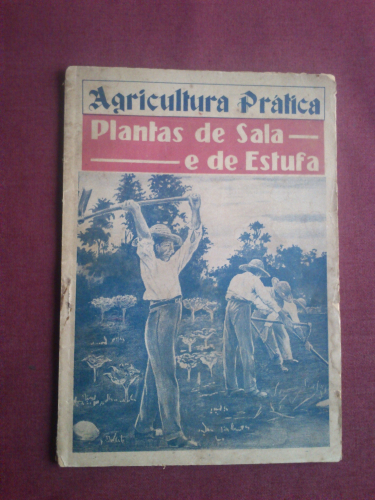 Agricultura Prática
Plantas de Sala —
— e de Estufa